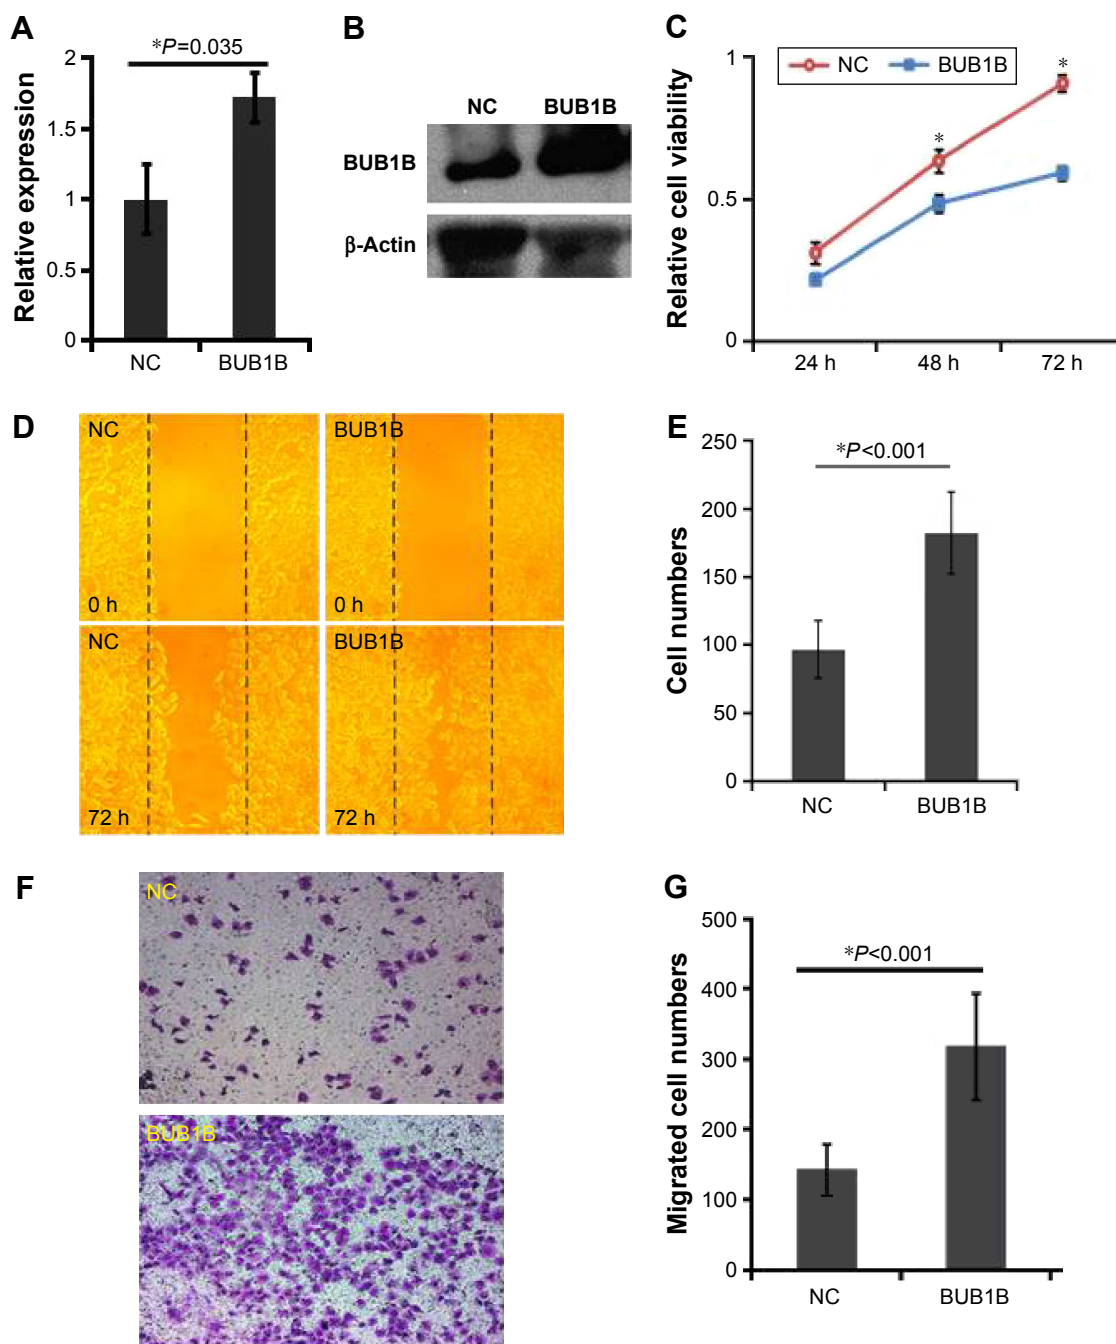 A
*P=0.035
Relative expression
2
1.5
1
0.5
0
NC
BUB1B
B
NC
BUB1B
BUB1B
β-Actin
C
NC
BUB1B
Relative cell viability
1
0.5
0
*
*
24 h
48 h
72 h
D
NC
0 h
BUB1B
0 h
NC
72 h
BUB1B
72 h
E
*P<0.001
Cell numbers
250
200
150
100
50
0
NC
BUB1B
F
NC
BUB1B
G
*P<0.001
Migrated cell numbers
500
400
300
200
100
0
NC
BUB1B